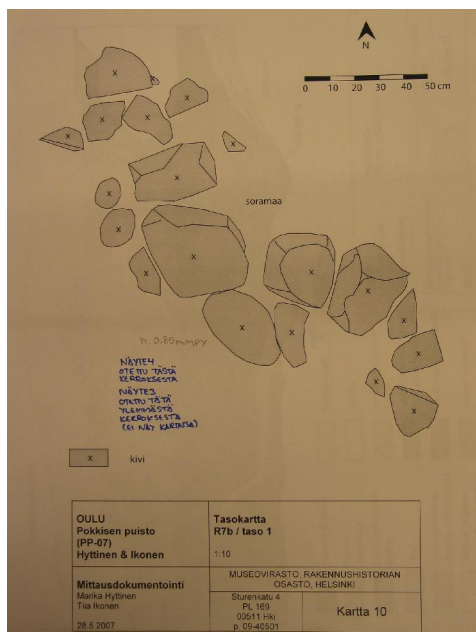 N
0 10 20 30 40 50 cm
soramaa
n. 0.85 mmpy
NÄYTE 4
OTETTU TÄSTÄ
KERROKSESTA
NÄYTE 3
OTETTU TÄTÄ
YLEMMÄSTÄ
KERROKSESTA
(EI NÄY KARTASSA)
x kivi
OULU
Pokkisen puisto
(PP-07)
Hyttinen & Ikonen
Tasokartta
R7b / taso 1
1:10
Mittausdokumentointi
Marika Hyttinen
Tiia Ikonen
28.5.2007
MUSEOVIRASTO, RAKENNUSHISTORIAN
OSASTO, HELSINKI
Sturenkatu 4
PL 169
00511 Hki
p. 09-40501
Kartta 10